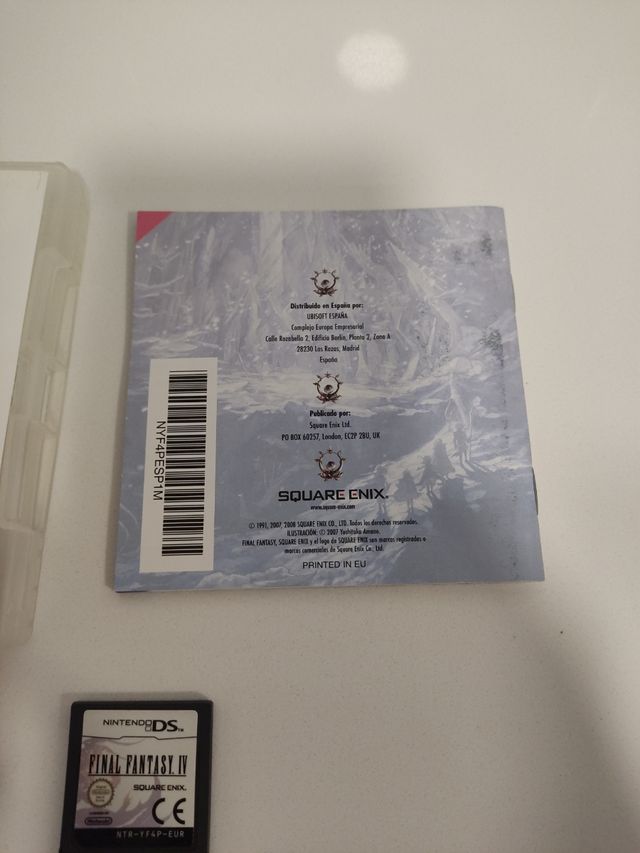 Distribuido en España por:
UBISOFT ESPAÑA
Complejo Europa Empresarial
Calle Rozabella 2, Edificio Berlín, Planta 2, Zona A
28230 Las Rozas, Madrid
España
Publicado por:
Square Enix Ltd.
PO BOX 60257, London, EC2P 2BU, UK
SQUARE ENIX.
www.square-enix.com
© 1991, 2007, 2008 SQUARE ENIX CO., LTD. Todos los derechos reservados.
ILUSTRACIÓN: © 2007 Yoshitaka Amano.
FINAL FANTASY, SQUARE ENIX y el logo de SQUARE ENIX son marcas registradas o
marcas comerciales de Square Enix Co., Ltd.
PRINTED IN EU
NYF4PESP1M
NINTENDO DS™
FINAL FANTASY. IV
SQUARE ENIX.
CE
Nintendo
NTR-YF4P-EUR